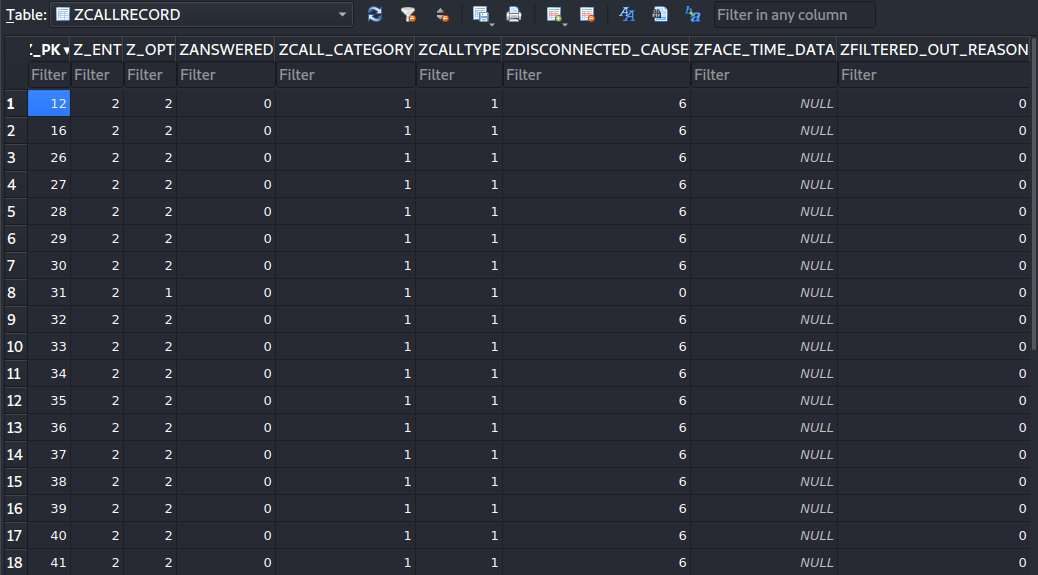 Table: ZCALLRECORD Filter in any column
Z_PK Z_ENT Z_OPT ZANSWERED ZCALL_CATEGORY ZCALLTYPE ZDISCONNECTED_CAUSE ZFACE_TIME_DATA ZFILTERED_OUT_REASON
Filter Filter Filter Filter Filter Filter Filter Filter Filter
1 12 2 2 0 1 1 6 NULL 0
2 16 2 2 0 1 1 6 NULL 0
3 26 2 2 0 1 1 6 NULL 0
4 27 2 2 0 1 1 6 NULL 0
5 28 2 2 0 1 1 6 NULL 0
6 29 2 2 0 1 1 6 NULL 0
7 30 2 2 0 1 1 6 NULL 0
8 31 2 1 0 1 1 0 NULL 0
9 32 2 2 0 1 1 6 NULL 0
10 33 2 2 0 1 1 6 NULL 0
11 34 2 2 0 1 1 6 NULL 0
12 35 2 2 0 1 1 6 NULL 0
13 36 2 2 0 1 1 6 NULL 0
14 37 2 2 0 1 1 6 NULL 0
15 38 2 2 0 1 1 6 NULL 0
16 39 2 2 0 1 1 6 NULL 0
17 40 2 2 0 1 1 6 NULL 0
18 41 2 2 0 1 1 6 NULL 0